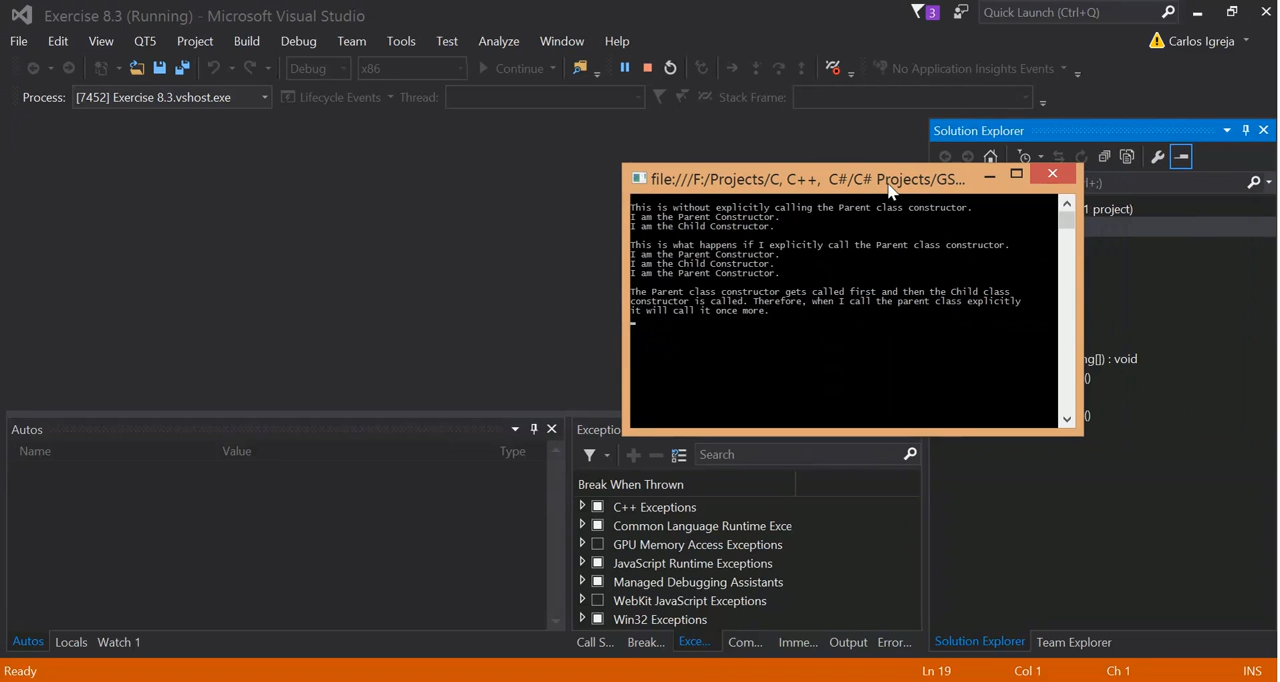 Exercise 8.3 (Running) - Microsoft Visual Studio
3
Quick Launch (Ctrl+Q)
File Edit View QT5 Project Build Debug Team Tools Test Analyze Window Help
Carlos Igreja
Debug x86 Continue No Application Insights Events
Process: [7452] Exercise 8.3.vshost.exe Lifecycle Events Thread: Stack Frame:
Solution Explorer
file:///F:/Projects/C, C++, C#/C# Projects/GS...
+;)
1 project)
This is without explicitly calling the Parent class constructor.
I am the Parent Constructor.
I am the Child Constructor.
This is what happens if I explicitly call the Parent class constructor.
I am the Parent Constructor.
I am the Child Constructor.
I am the Parent Constructor.
The Parent class constructor gets called first and then the Child class
constructor is called. Therefore, when I call the parent class explicitly
it will call it once more.
ng[]) : void
()
()
Autos
Name Value Type
Exceptio
Search
Break When Thrown
C++ Exceptions
Common Language Runtime Exce
GPU Memory Access Exceptions
JavaScript Runtime Exceptions
Managed Debugging Assistants
WebKit JavaScript Exceptions
Win32 Exceptions
Autos Locals Watch 1
Call S... Break... Exce... Com... Imme... Output Error...
Solution Explorer Team Explorer
Ready Ln 19 Col 1 Ch 1 INS